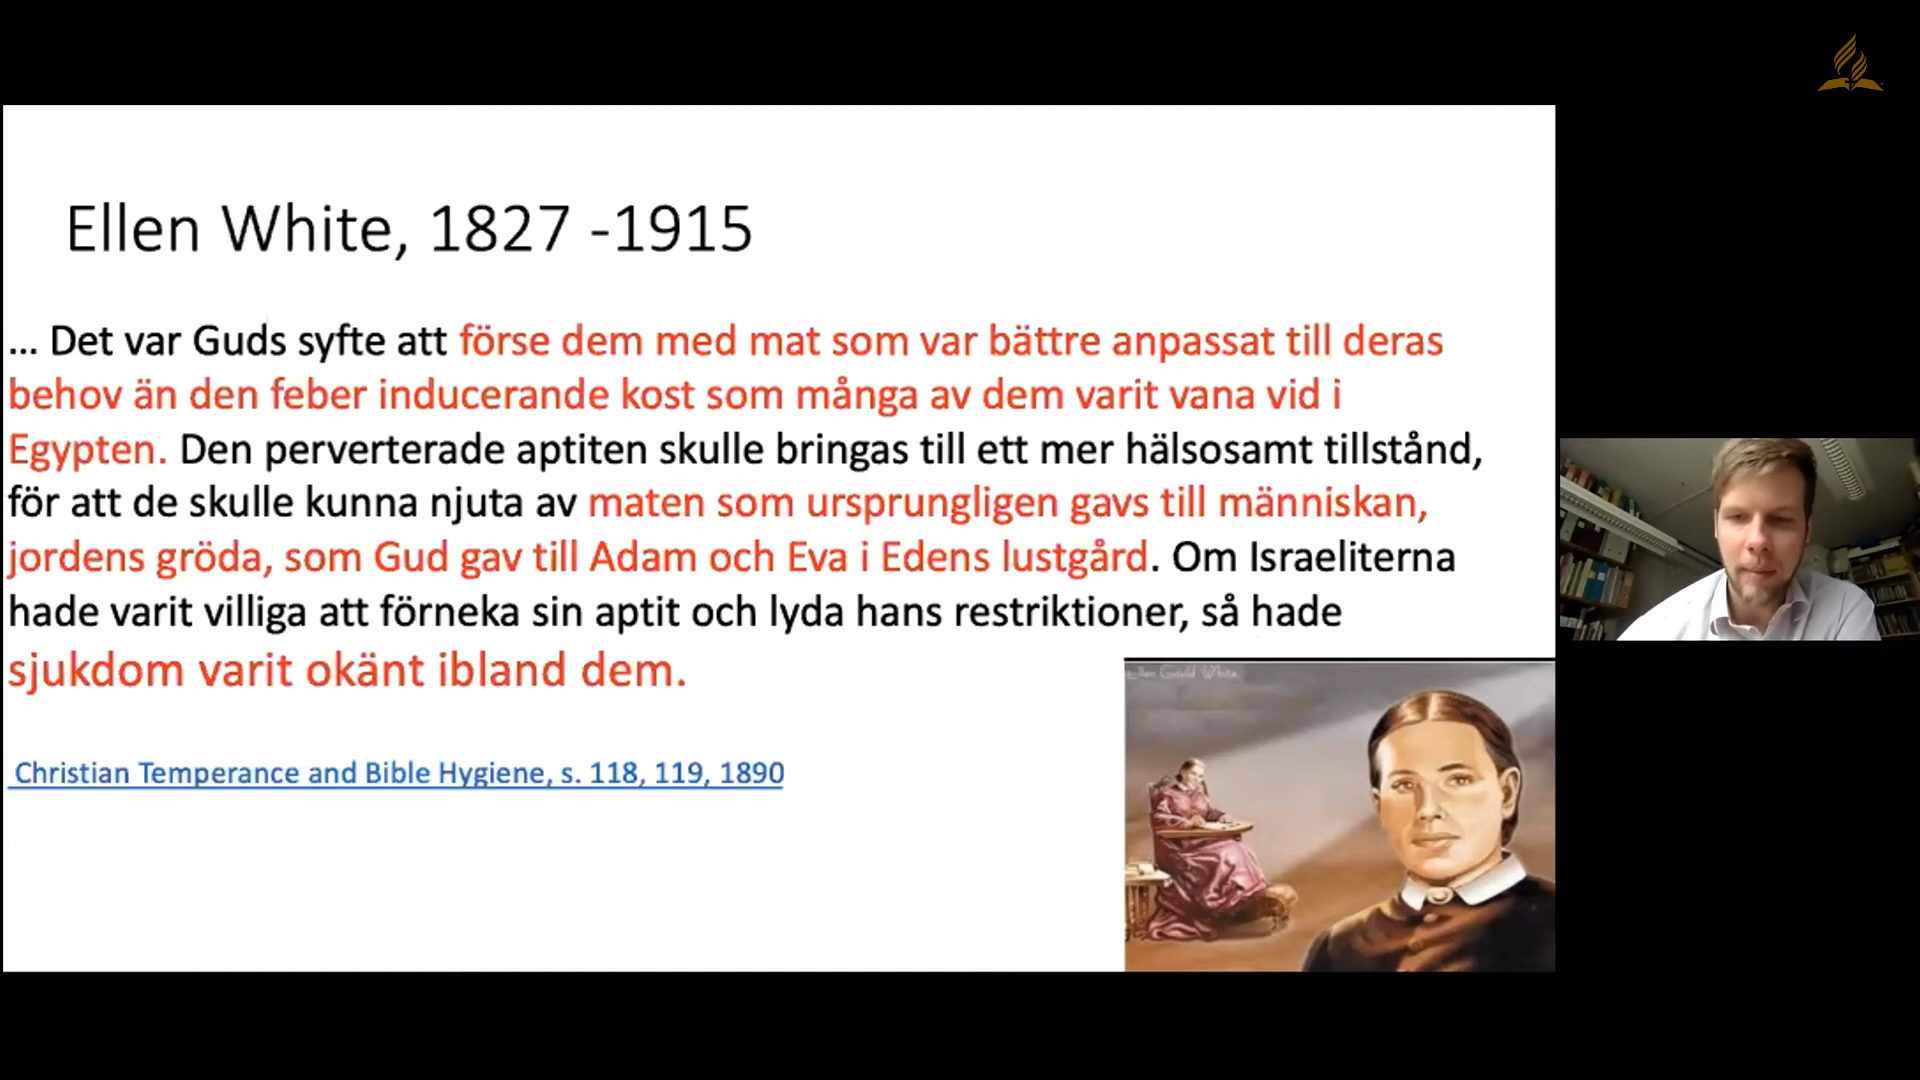 Ellen White, 1827 -1915
... Det var Guds syfte att förse dem med mat som var bättre anpassat till deras
behov än den feber inducerande kost som många av dem varit vana vid i
Egypten. Den perverterade aptiten skulle bringas till ett mer hälsosamt tillstånd,
för att de skulle kunna njuta av maten som ursprungligen gavs till människan,
jordens gröda, som Gud gav till Adam och Eva i Edens lustgård. Om Israeliterna
hade varit villiga att förneka sin aptit och lyda hans restriktioner, så hade
sjukdom varit okänt ibland dem.
Christian Temperance and Bible Hygiene, s. 118, 119, 1890
Ellen Gould White